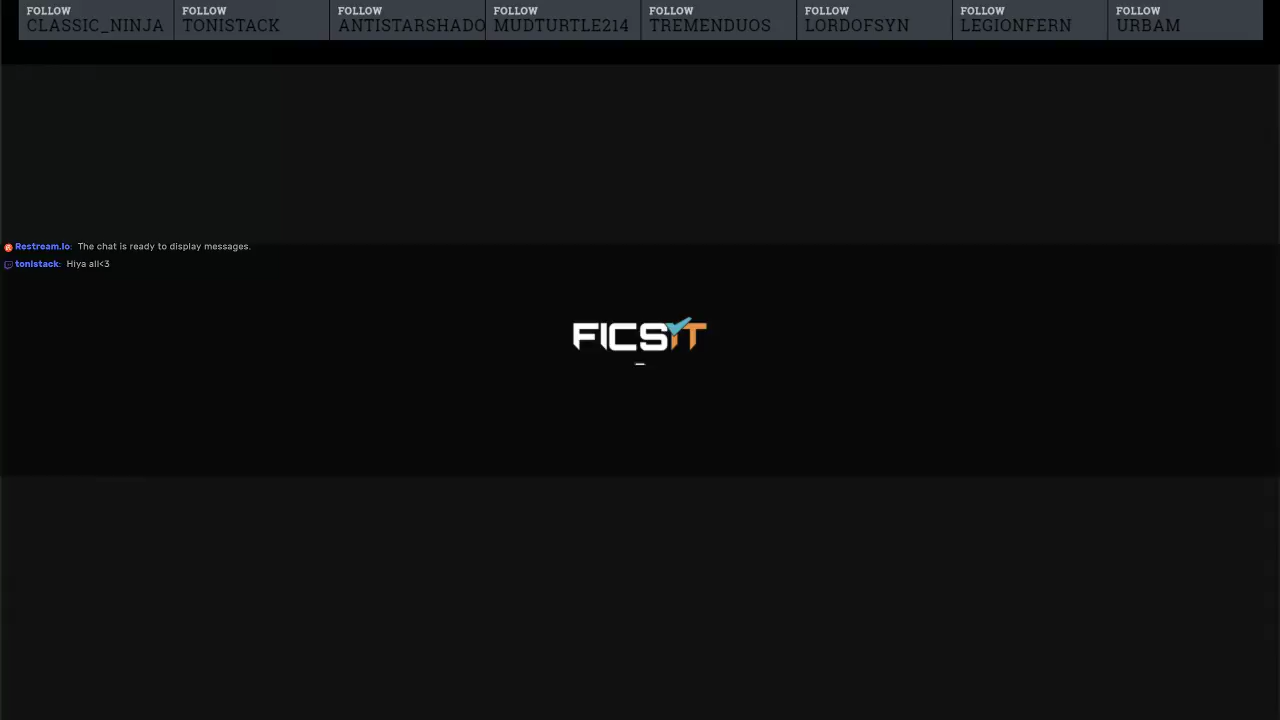 FOLLOW
CLASSIC_NINJA
FOLLOW
TONISTACK
FOLLOW
ANTISTARSHADO
FOLLOW
MUDTURTLE214
FOLLOW
TREMENDUOS
FOLLOW
LORDOFSYN
FOLLOW
LEGIONFERN
FOLLOW
URBAM
Restream.io: The chat is ready to display messages.
tonistack: Hiya all<3
FICSIT